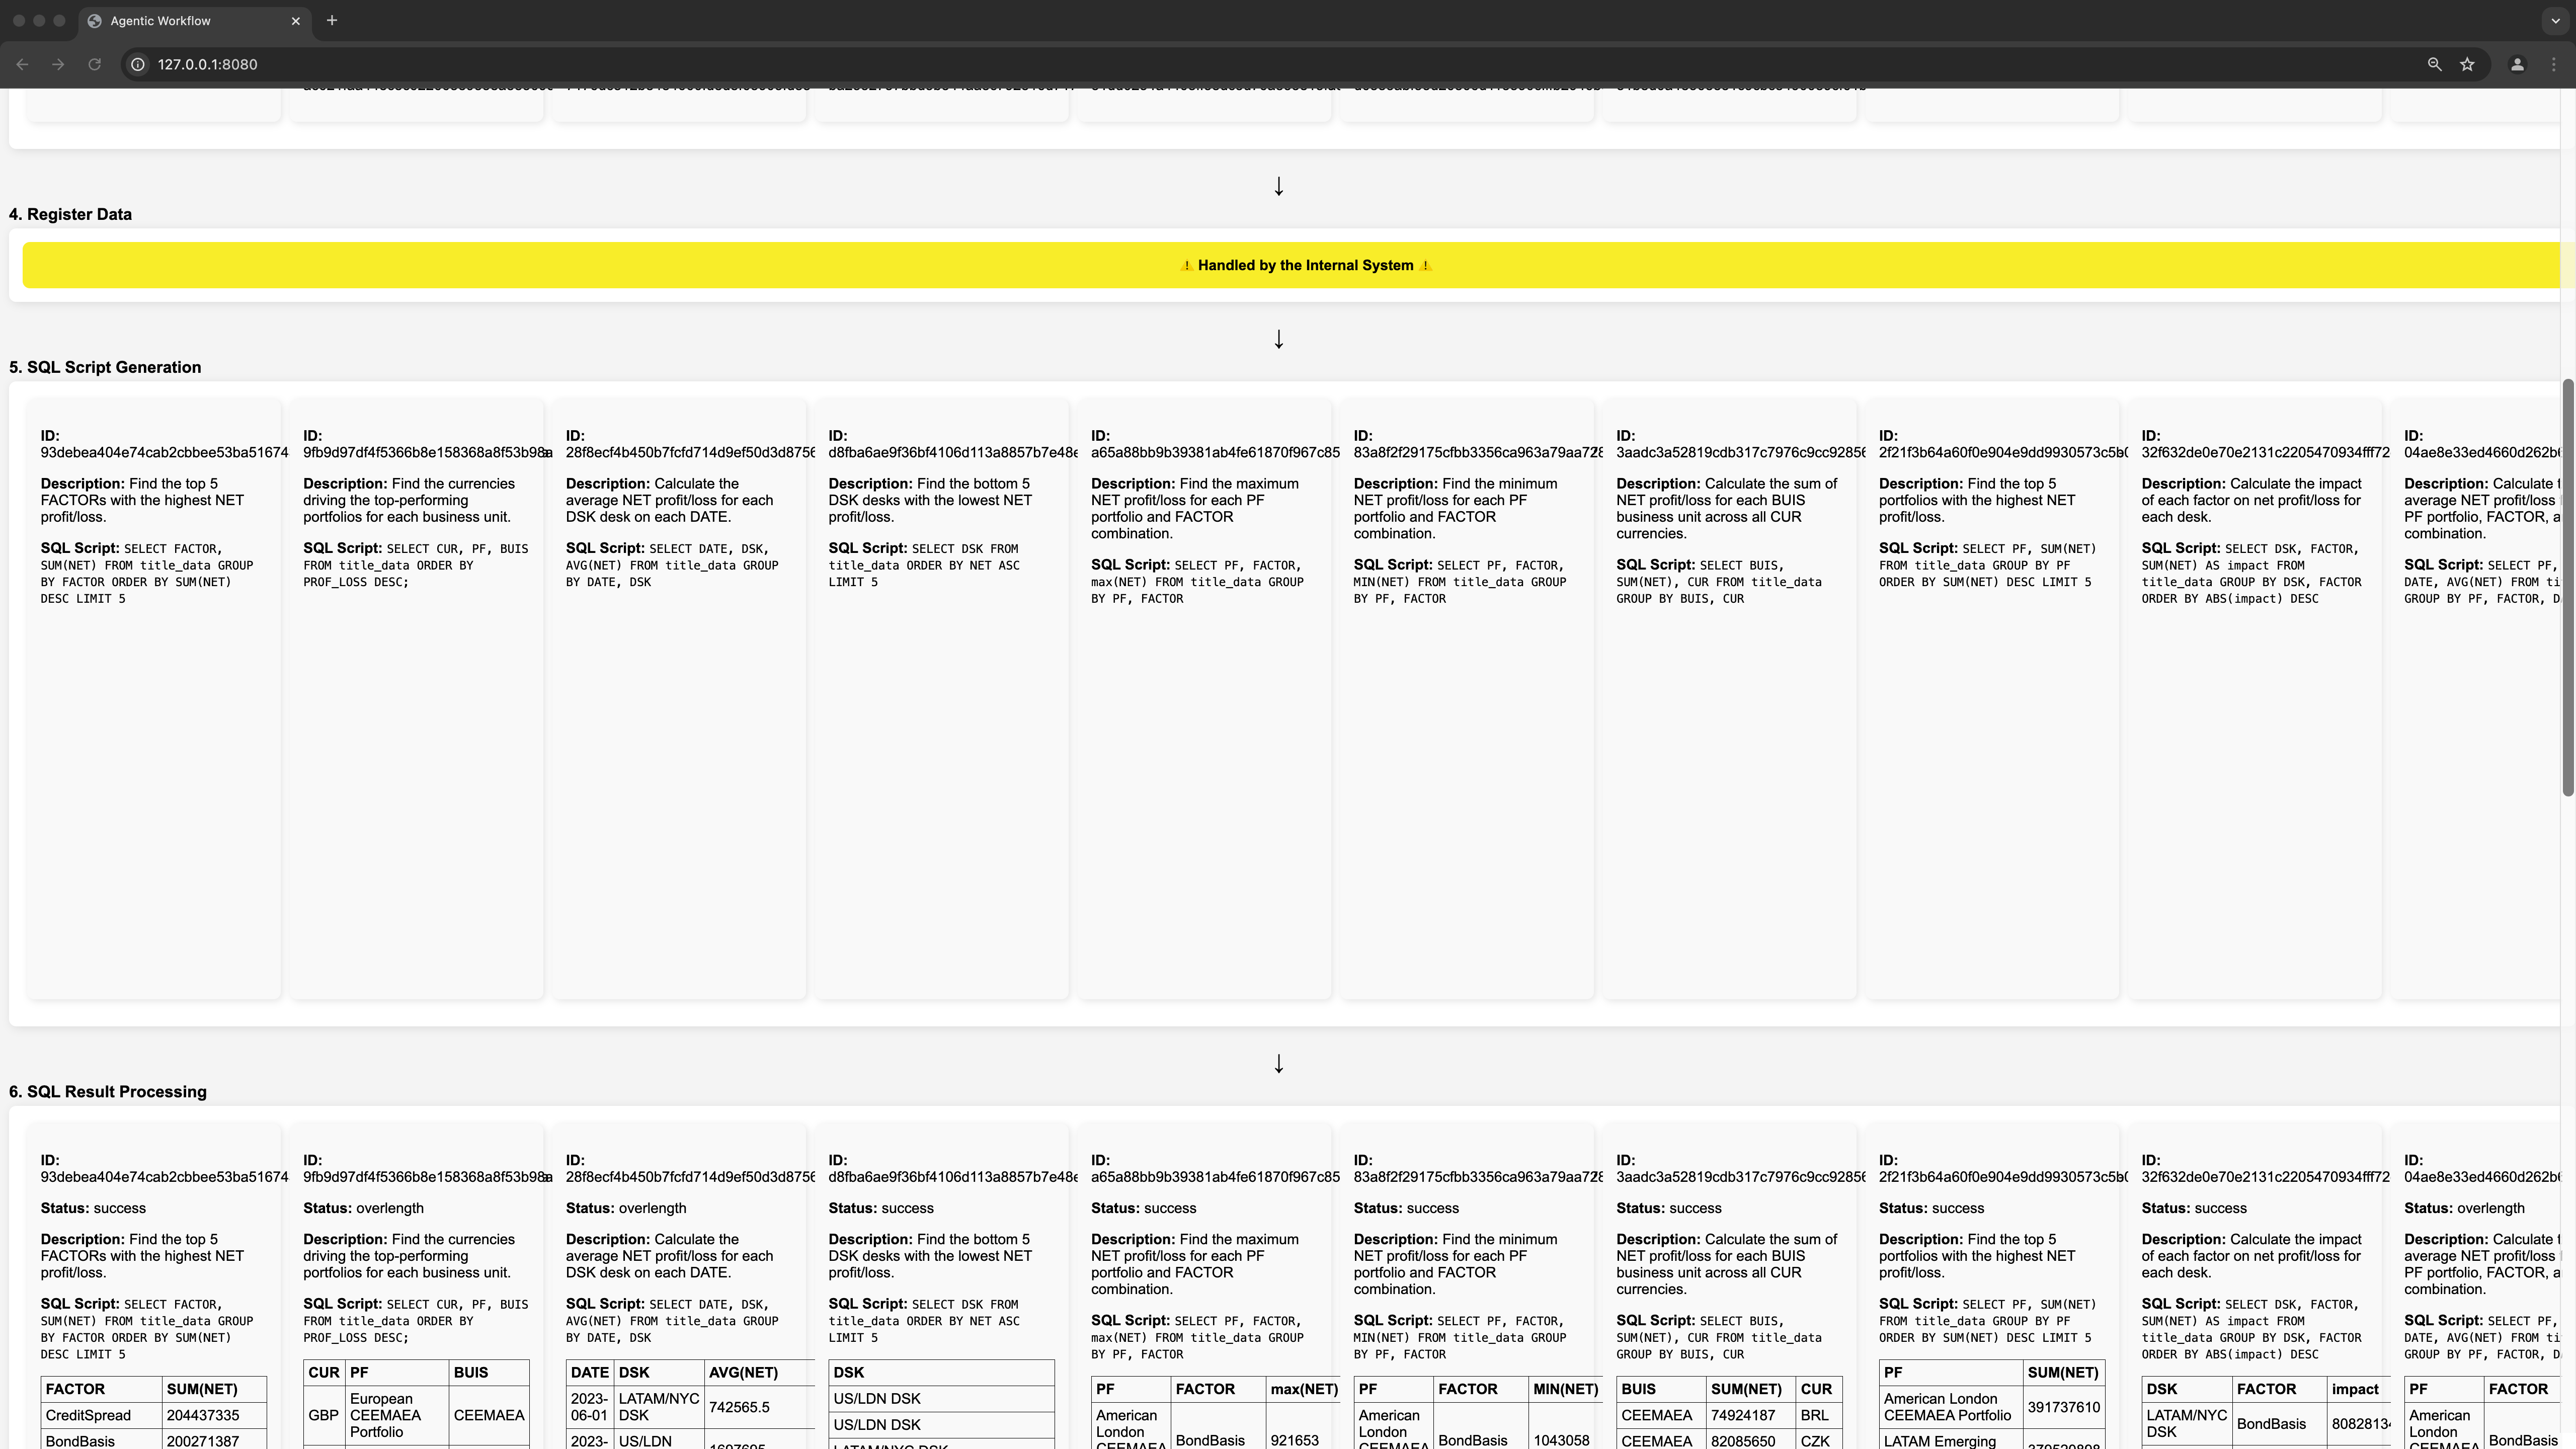 Agentic Workflow
127.0.0.1:8080
4. Register Data
⚠ Handled by the Internal System ⚠
5. SQL Script Generation
ID:
93debea404e74cab2cbbee53ba51674
Description: Find the top 5
FACTORs with the highest NET
profit/loss.
SQL Script: SELECT FACTOR,
SUM(NET) FROM title_data GROUP
BY FACTOR ORDER BY SUM(NET)
DESC LIMIT 5
ID:
9fb9d97df4f5366b8e158368a8f53b98a
Description: Find the currencies
driving the top-performing
portfolios for each business unit.
SQL Script: SELECT CUR, PF, BUIS
FROM title_data ORDER BY
PROF_LOSS DESC;
ID:
28f8ecf4b450b7fcfd714d9ef50d3d8756
Description: Calculate the
average NET profit/loss for each
DSK desk on each DATE.
SQL Script: SELECT DATE, DSK,
AVG(NET) FROM title_data GROUP
BY DATE, DSK
ID:
d8fba6ae9f36bf4106d113a8857b7e48e
Description: Find the bottom 5
DSK desks with the lowest NET
profit/loss.
SQL Script: SELECT DSK FROM
title_data ORDER BY NET ASC
LIMIT 5
ID:
a65a88bb9b39381ab4fe61870f967c85
Description: Find the maximum
NET profit/loss for each PF
portfolio and FACTOR
combination.
SQL Script: SELECT PF, FACTOR,
max(NET) FROM title_data GROUP
BY PF, FACTOR
ID:
83a8f2f29175cfbb3356ca963a79aa72
Description: Find the minimum
NET profit/loss for each PF
portfolio and FACTOR
combination.
SQL Script: SELECT PF, FACTOR,
MIN(NET) FROM title_data GROUP
BY PF, FACTOR
ID:
3aadc3a52819cdb317c7976c9cc92856
Description: Calculate the sum of
NET profit/loss for each BUIS
business unit across all CUR
currencies.
SQL Script: SELECT BUIS,
SUM(NET), CUR FROM title_data
GROUP BY BUIS, CUR
ID:
2f21f3b64a60f0e904e9dd9930573c5b0
Description: Find the top 5
portfolios with the highest NET
profit/loss.
SQL Script: SELECT PF, SUM(NET)
FROM title_data GROUP BY PF
ORDER BY SUM(NET) DESC LIMIT 5
ID:
32f632de0e70e2131c2205470934fff72
Description: Calculate the impact
of each factor on net profit/loss for
each desk.
SQL Script: SELECT DSK, FACTOR,
SUM(NET) AS impact FROM
title_data GROUP BY DSK, FACTOR
ORDER BY ABS(impact) DESC
ID:
04ae8e33ed4660d262b6
Description: Calculate
average NET profit/loss
PF portfolio, FACTOR,
SQL Script: SELECT PF,
DATE, AVG(NET) FROM
GROUP BY PF, FACTOR,
6. SQL Result Processing
ID:
93debea404e74cab2cbbee53ba51674
Status: success
Description: Find the top 5
FACTORs with the highest NET
profit/loss.
SQL Script: SELECT FACTOR,
SUM(NET) FROM title_data GROUP
BY FACTOR ORDER BY SUM(NET)
DESC LIMIT 5
FACTOR SUM(NET)
CreditSpread 204437335
BondBasis 200271387
ID:
9fb9d97df4f5366b8e158368a8f53b98a
Status: overlength
Description: Find the currencies
driving the top-performing
portfolios for each business unit.
SQL Script: SELECT CUR, PF, BUIS
FROM title_data ORDER BY
PROF_LOSS DESC;
CUR PF BUIS
GBP European CEEMAEA Portfolio CEEMAEA
ID:
28f8ecf4b450b7fcfd714d9ef50d3d8756
Status: overlength
Description: Calculate the
average NET profit/loss for each
DSK desk on each DATE.
SQL Script: SELECT DATE, DSK,
AVG(NET) FROM title_data GROUP
BY DATE, DSK
DATE DSK AVG(NET)
2023-06-01 LATAM/NYC DSK 742565.5
2023- US/LDN
ID:
d8fba6ae9f36bf4106d113a8857b7e48e
Status: success
Description: Find the bottom 5
DSK desks with the lowest NET
profit/loss.
SQL Script: SELECT DSK FROM
title_data ORDER BY NET ASC
LIMIT 5
DSK
US/LDN DSK
US/LDN DSK
LATAM/NYC DSK
ID:
a65a88bb9b39381ab4fe61870f967c85
Status: success
Description: Find the maximum
NET profit/loss for each PF
portfolio and FACTOR
combination.
SQL Script: SELECT PF, FACTOR,
max(NET) FROM title_data GROUP
BY PF, FACTOR
PF FACTOR max(NET)
American London CEEMAEA BondBasis 921653
ID:
83a8f2f29175cfbb3356ca963a79aa72
Status: success
Description: Find the minimum
NET profit/loss for each PF
portfolio and FACTOR
combination.
SQL Script: SELECT PF, FACTOR,
MIN(NET) FROM title_data GROUP
BY PF, FACTOR
PF FACTOR MIN(NET)
American London CEEMAEA BondBasis 1043058
ID:
3aadc3a52819cdb317c7976c9cc92856
Status: success
Description: Calculate the sum of
NET profit/loss for each BUIS
business unit across all CUR
currencies.
SQL Script: SELECT BUIS,
SUM(NET), CUR FROM title_data
GROUP BY BUIS, CUR
BUIS SUM(NET) CUR
CEEMAEA 74924187 BRL
CEEMAEA 82085650 CZK
ID:
2f21f3b64a60f0e904e9dd9930573c5b0
Status: success
Description: Find the top 5
portfolios with the highest NET
profit/loss.
SQL Script: SELECT PF, SUM(NET)
FROM title_data GROUP BY PF
ORDER BY SUM(NET) DESC LIMIT 5
PF SUM(NET)
American London CEEMAEA Portfolio 391737610
LATAM Emerging
ID:
32f632de0e70e2131c2205470934fff72
Status: success
Description: Calculate the impact
of each factor on net profit/loss for
each desk.
SQL Script: SELECT DSK, FACTOR,
SUM(NET) AS impact FROM
title_data GROUP BY DSK, FACTOR
ORDER BY ABS(impact) DESC
DSK FACTOR impact
LATAM/NYC DSK BondBasis 8082813
ID:
04ae8e33ed4660d262b6
Status: overlength
Description: Calculate
average NET profit/loss
PF portfolio, FACTOR,
SQL Script: SELECT PF,
DATE, AVG(NET) FROM
GROUP BY PF, FACTOR,
PF FACTOR
American London CEEMAEA BondBasis